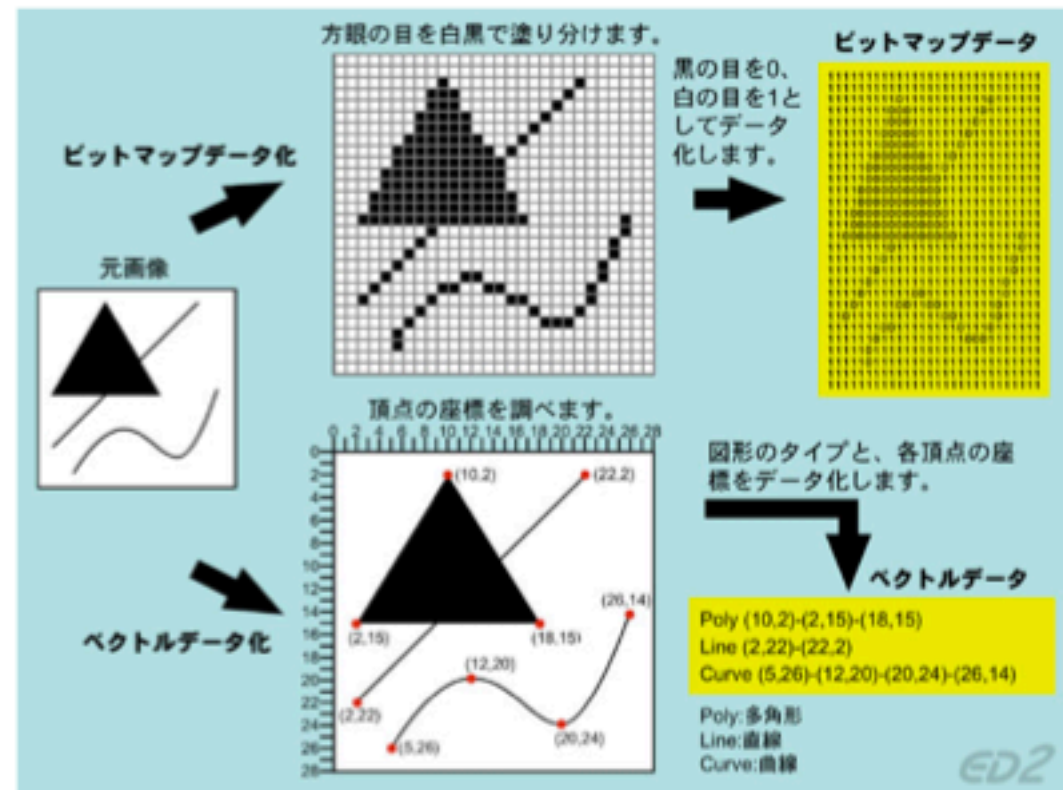 方眼の目を白黒で塗り分けます。
ビットマップデータ
黒の目を0、
白の目を1と
してデータ
化します。
ビットマップデータ化
元画像
頂点の座標を調べます。
0 2 4 6 8 10 12 14 16 18 20 22 24 26 28
0
2
4
6
8
10
12
14
16
18
20
22
24
26
28
(10,2)
(22,2)
(26,14)
(2,15)
(18,15)
(12,20)
(2,22)
(20,24)
(5,26)
ベクトルデータ化
図形のタイプと、各頂点の座
標をデータ化します。
ベクトルデータ
Poly (10,2)-(2,15)-(18,15)
Line (2,22)-(22,2)
Curve (5,26)-(12,20)-(20,24)-(26,14)
Poly:多角形
Line:直線
Curve:曲線
ED2